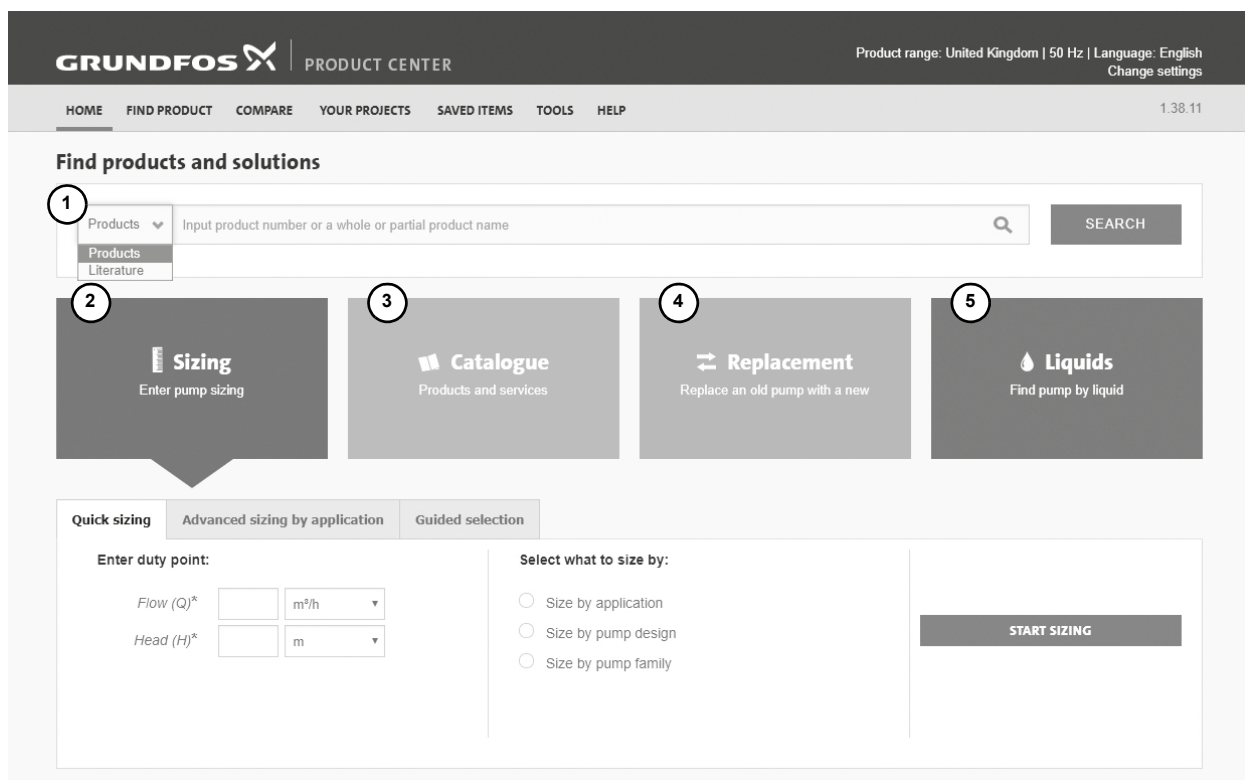 GRUNDFOS PRODUCT CENTER
Product range: United Kingdom | 50 Hz | Language: English
Change settings
HOME FIND PRODUCT COMPARE YOUR PROJECTS SAVED ITEMS TOOLS HELP
1.38.11
Find products and solutions
1
Products Input product number or a whole or partial product name
SEARCH
Products
Literature
2
Sizing
Enter pump sizing
3
Catalogue
Products and services
4
Replacement
Replace an old pump with a new
5
Liquids
Find pump by liquid
Quick sizing Advanced sizing by application Guided selection
Enter duty point:
Flow (Q)* m³/h
Head (H)* m
Select what to size by:
Size by application
Size by pump design
Size by pump family
START SIZING